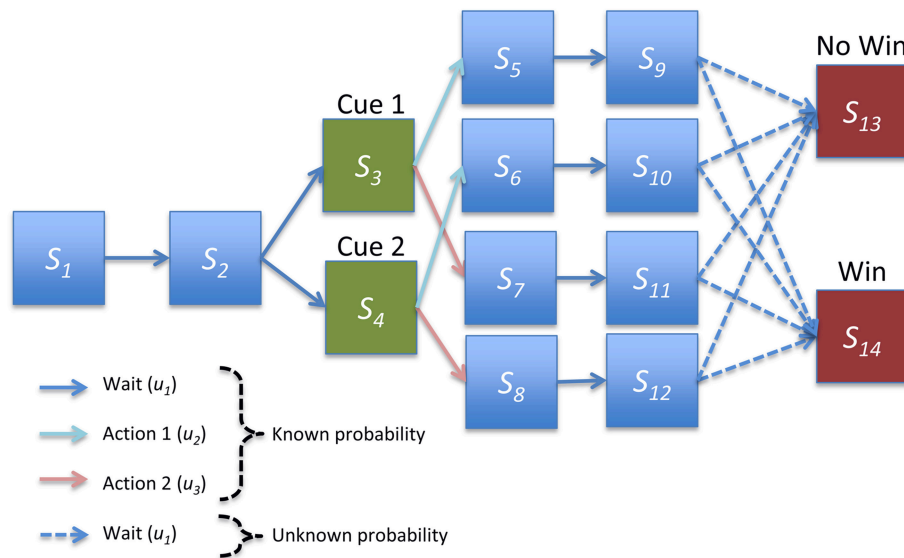 S5
S9
No Win
S13
Cue 1
S3
S6
S10
S1
S2
Cue 2
S4
S7
S11
Win
S14
S8
S12
Wait (u1)
Action 1 (u2)
Known probability
Action 2 (u3)
Wait (u1)
Unknown probability